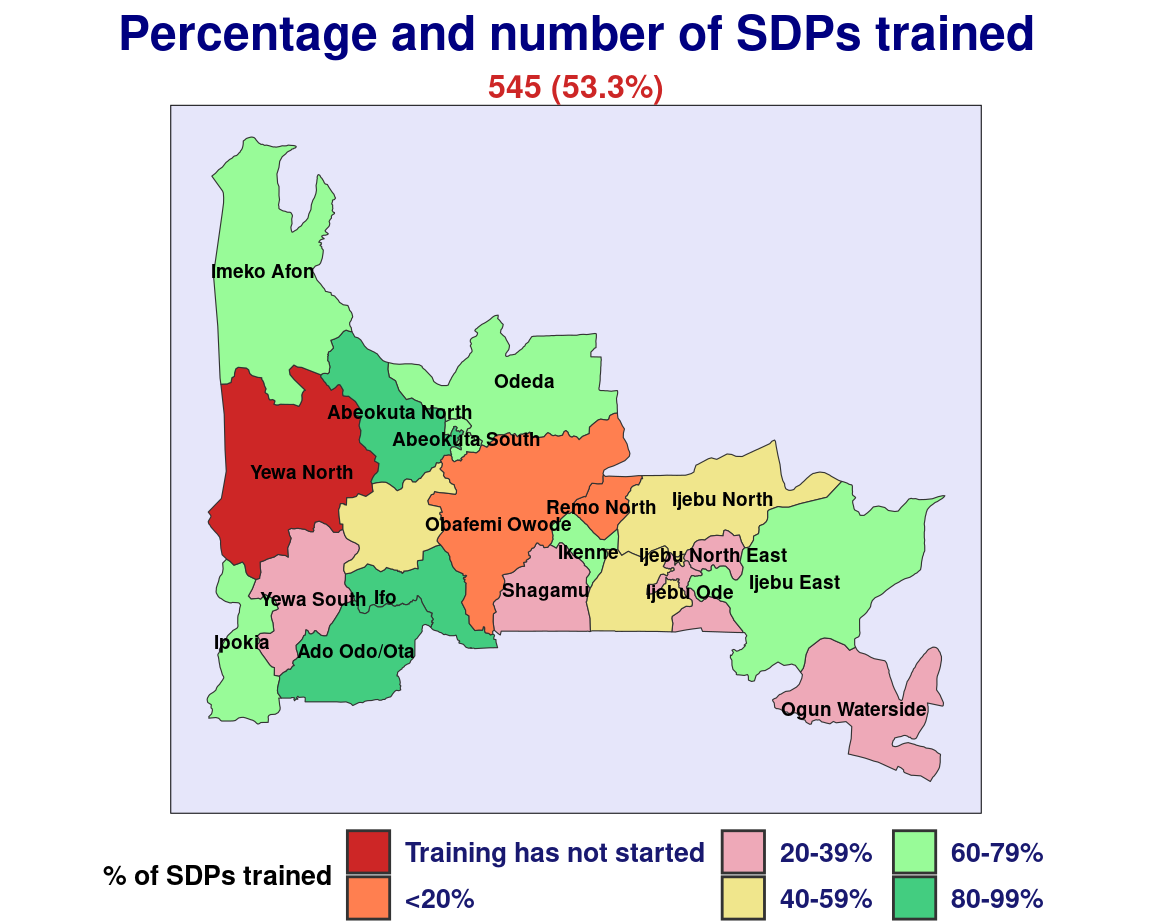 Percentage and number of SDPs trained
545 (53.3%)
Imeko Afon
Odeda
Abeokuta North
Abeokuta South
Yewa North
Ijebu North
Remo North
Obafemi Owode
Ikenne
Ijebu North East
Ijebu East
Shagamu
Ijebu Ode
Yewa South
Ifo
Ipokia
Ado Odo/Ota
Ogun Waterside
% of SDPs trained
Training has not started
<20%
20-39%
40-59%
60-79%
80-99%